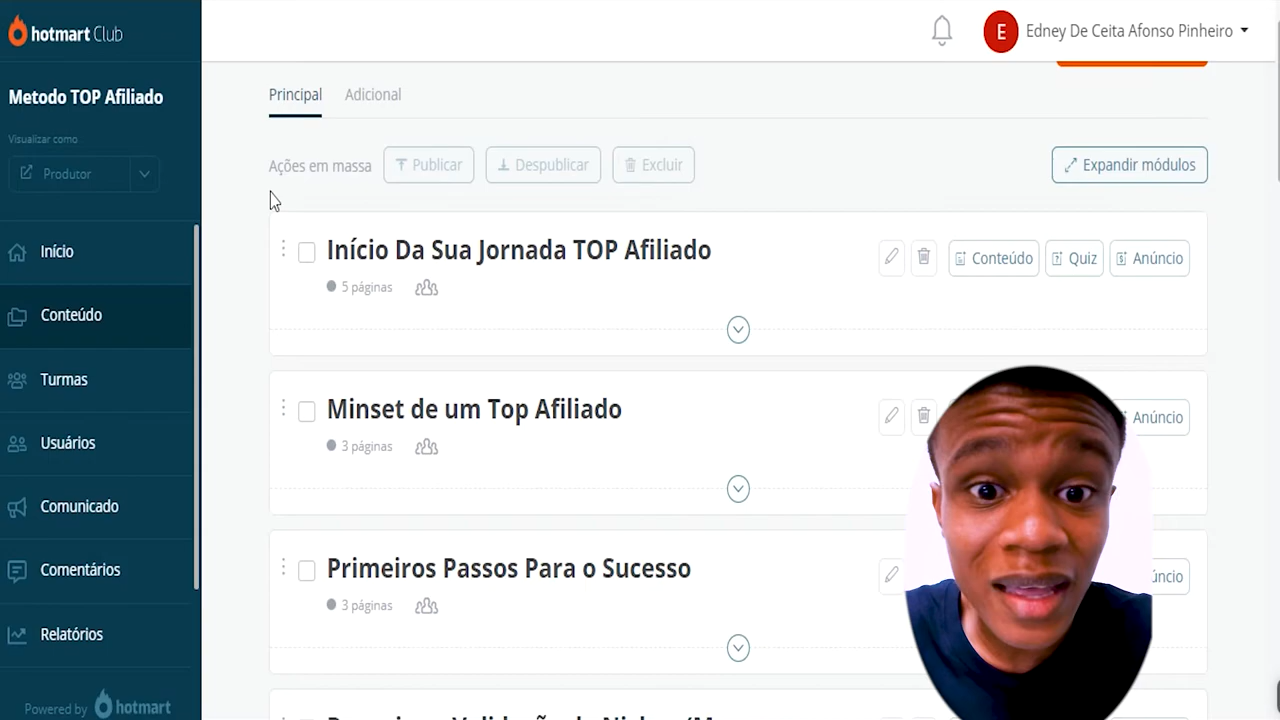 hotmart Club
E
Edney De Ceita Afonso Pinheiro
Metodo TOP Afiliado
Visualizar como
Produtor
Início
Conteúdo
Turmas
Usuários
Comunicado
Comentários
Relatórios
Powered by hotmart
Principal
Adicional
Ações em massa
Publicar
Despublicar
Excluir
Expandir módulos
Início Da Sua Jornada TOP Afiliado
5 páginas
Conteúdo
Quiz
Anúncio
Minset de um Top Afiliado
3 páginas
Anúncio
Primeiros Passos Para o Sucesso
3 páginas
úncio